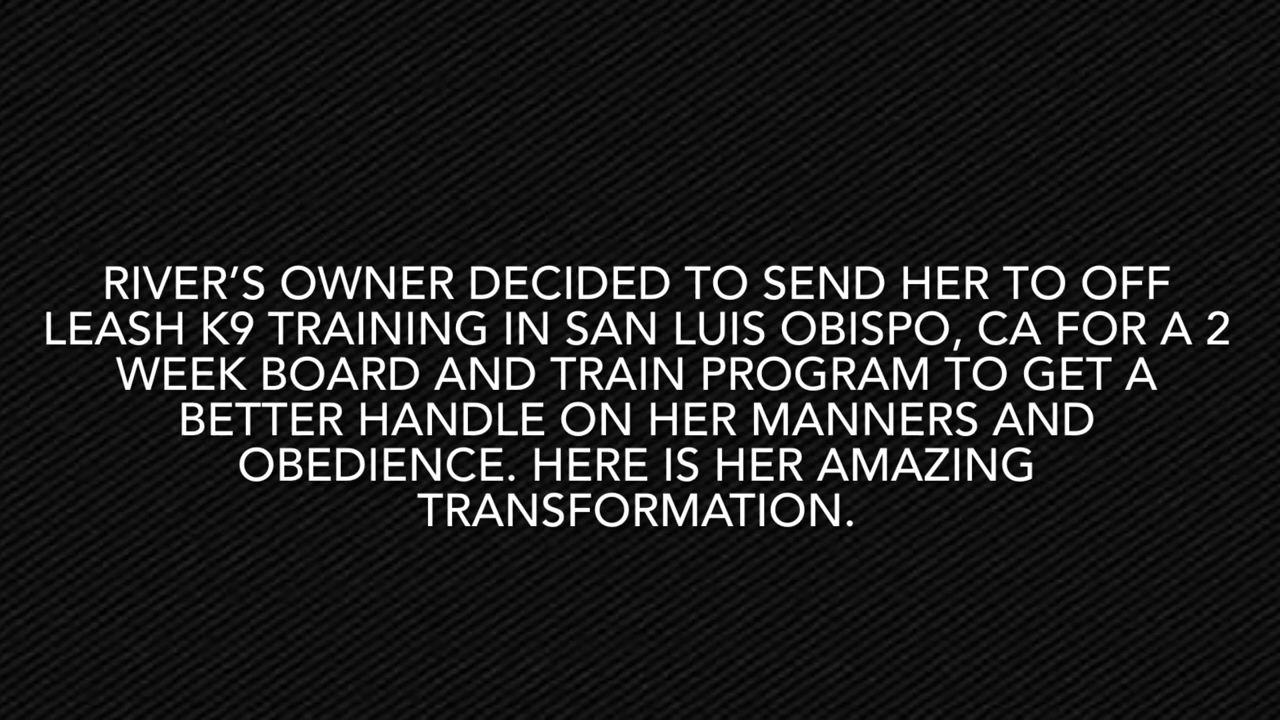 RIVER’S OWNER DECIDED TO SEND HER TO OFF
LEASH K9 TRAINING IN SAN LUIS OBISPO, CA FOR A 2
WEEK BOARD AND TRAIN PROGRAM TO GET A
BETTER HANDLE ON HER MANNERS AND
OBEDIENCE. HERE IS HER AMAZING
TRANSFORMATION.